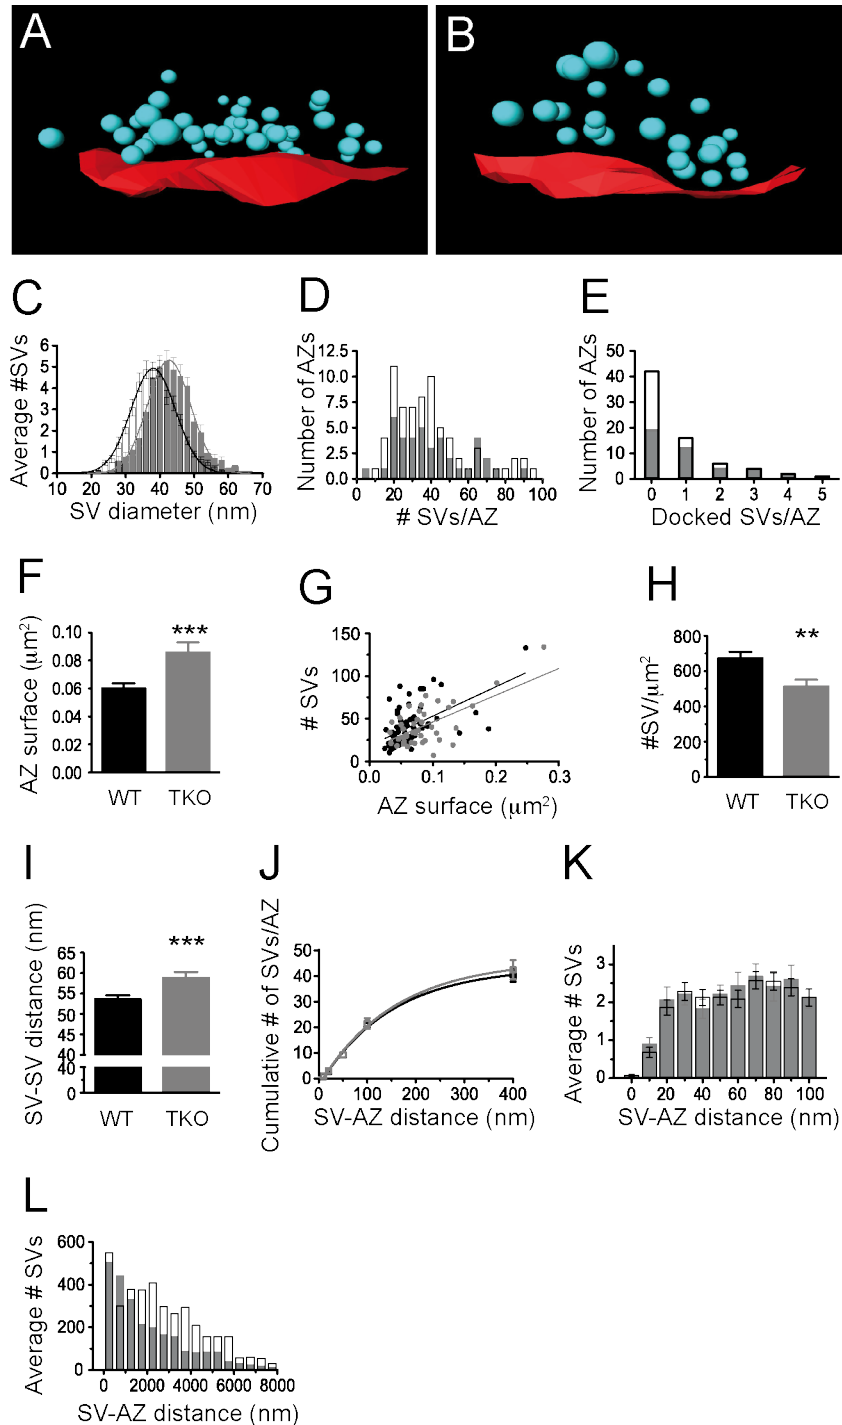 A
B
C
Average #SVs
6
5
4
3
2
1
0
10 20 30 40 50 60 70
SV diameter (nm)
D
Number of AZs
12.5
10.0
7.5
5.0
2.5
0.0
20 40 60 80 100
# SVs/AZ
E
Number of AZs
50
40
30
20
10
0
0 1 2 3 4 5
Docked SVs/AZ
F
AZ surface (μm²)
0.10
0.08
0.06
0.04
0.02
0.00
***
WT TKO
G
# SVs
150
100
50
0
0.0 0.1 0.2 0.3
AZ surface (μm²)
H
#SV/μm²
800
600
400
200
0
**
WT TKO
I
SV-SV distance (nm)
65
60
55
50
45
40
40
0
***
WT TKO
J
Cumulative # of SVs/AZ
50
40
30
20
10
0
0 100 200 300 400
SV-AZ distance (nm)
K
Average # SVs
3
2
1
0
0 20 40 60 80 100
SV-AZ distance (nm)
L
Average # SVs
600
400
200
0
0 2000 4000 6000 8000
SV-AZ distance (nm)